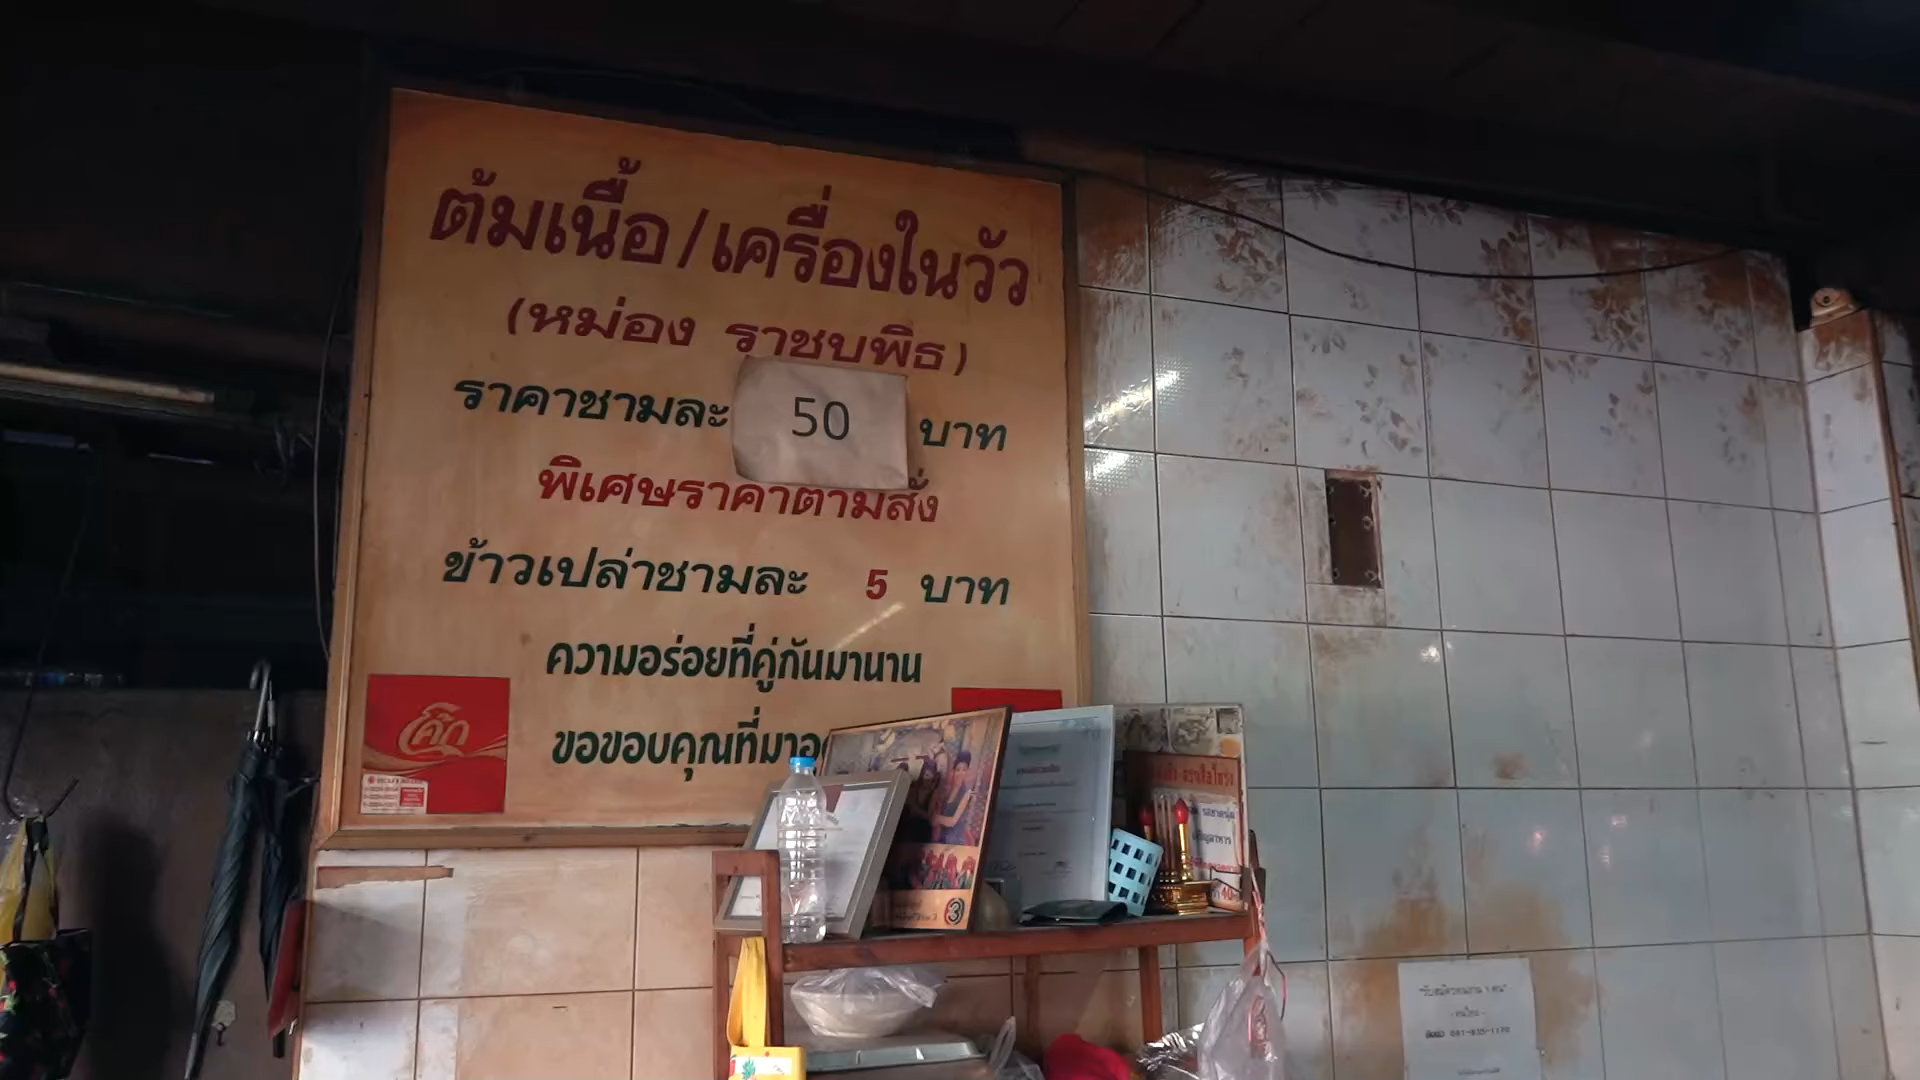 ต้มเนื้อ/เครื่องในวัว
(หม่อง ราชบพิธ)
ราคาชามละ 50 บาท
พิเศษราคาตามสั่ง
ข้าวเปล่าชามละ 5 บาท
ความอร่อยที่คู่กันมานาน
ขอขอบคุณที่มา
โค้ก
3